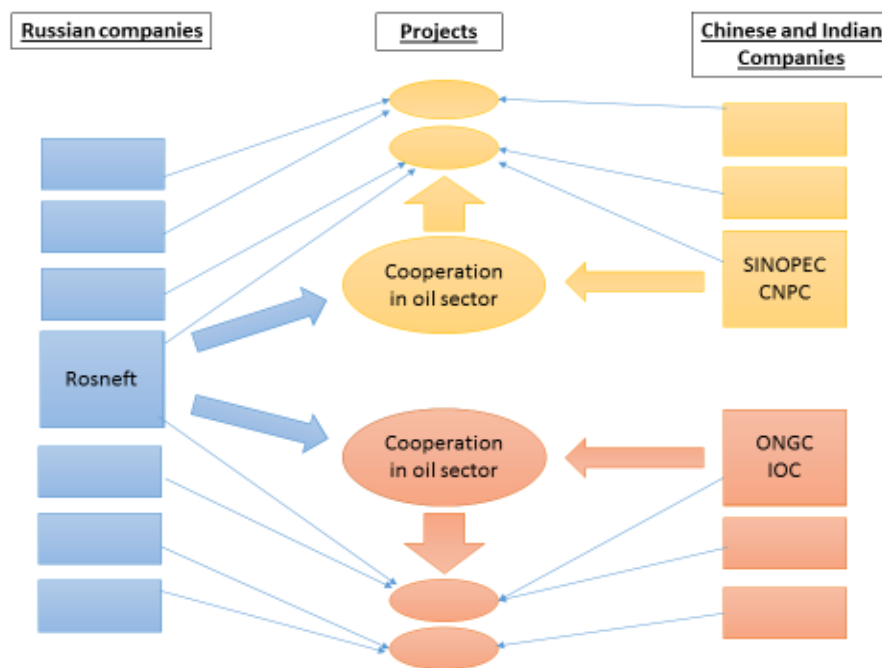 Russian companies
Projects
Chinese and Indian
Companies
Cooperation
in oil sector
SINOPEC
CNPC
Rosneft
Cooperation
in oil sector
ONGC
IOC